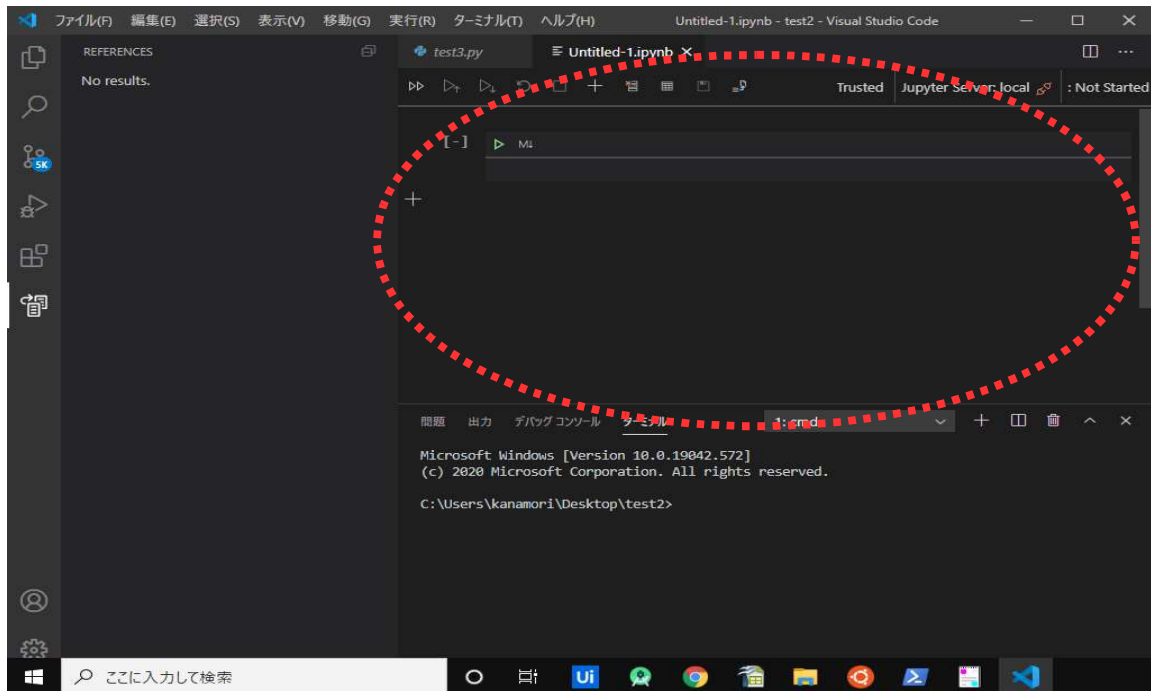 ファイル(F) 編集(E) 選択(S) 表示(V) 移動(G) 実行(R) ターミナル(T) ヘルプ(H) Untitled-1.ipynb - test2 - Visual Studio Code
REFERENCES
test3.py Untitled-1.ipynb
No results.
Trusted Jupyter Server: local : Not Started
[-] M↓
5K
問題 出力 デバッグ コンソール ターミナル 1: cmd
Microsoft Windows [Version 10.0.19042.572]
(c) 2020 Microsoft Corporation. All rights reserved.
C:\Users\kanamori\Desktop\test2>
ここに入力して検索 Ui